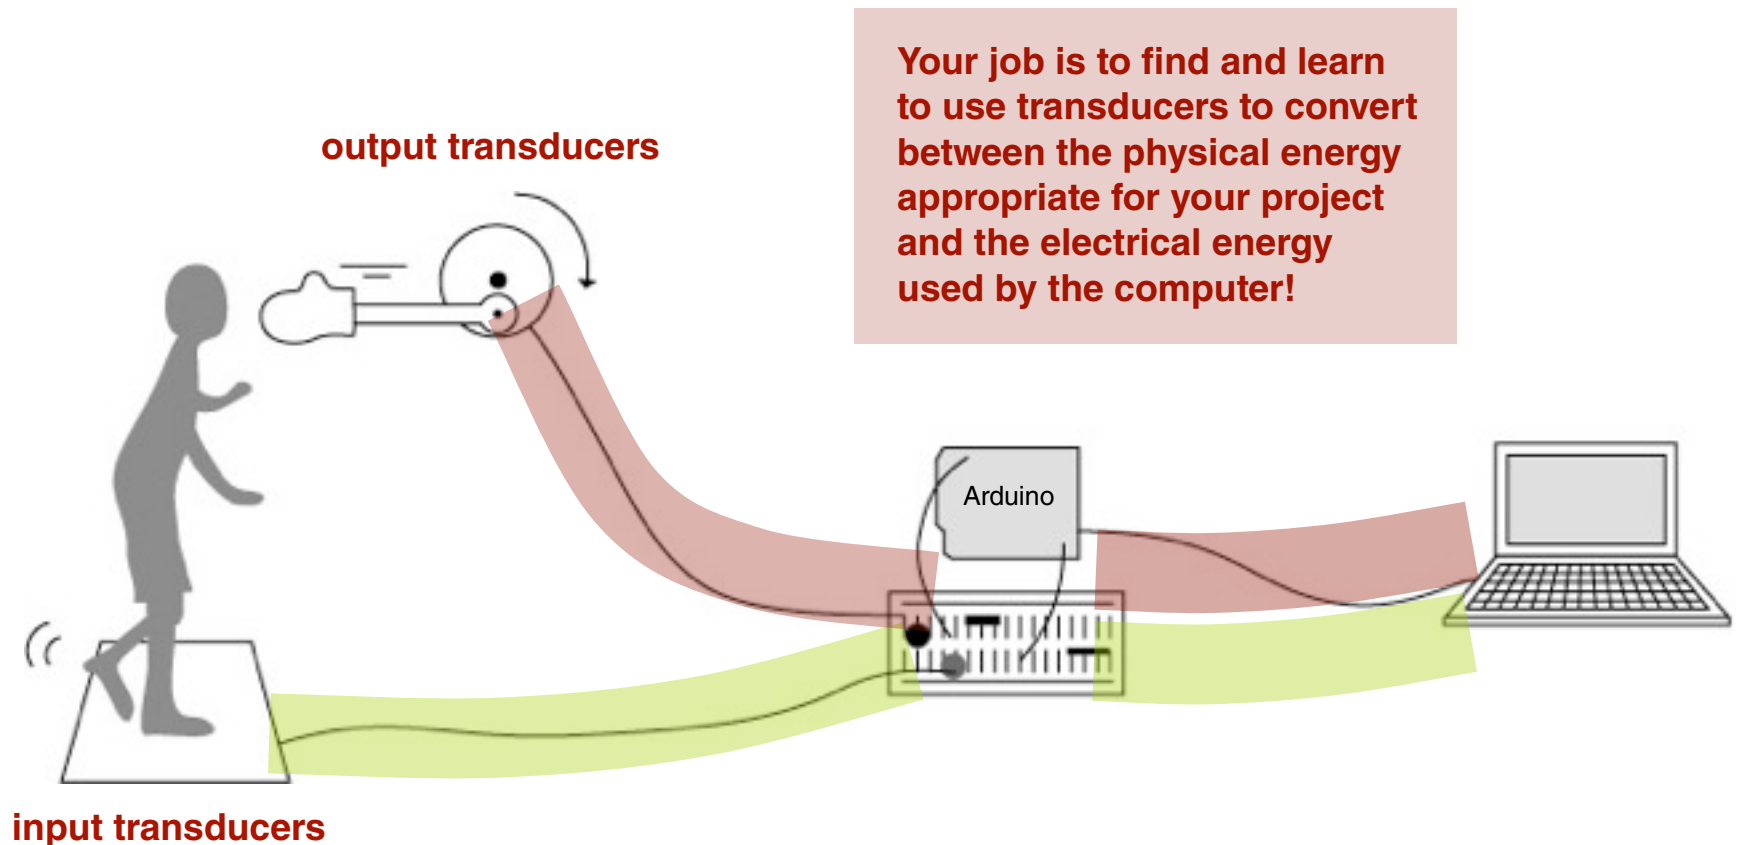 Your job is to find and learn
to use transducers to convert
between the physical energy
appropriate for your project
and the electrical energy
used by the computer!
output transducers
Arduino
input transducers